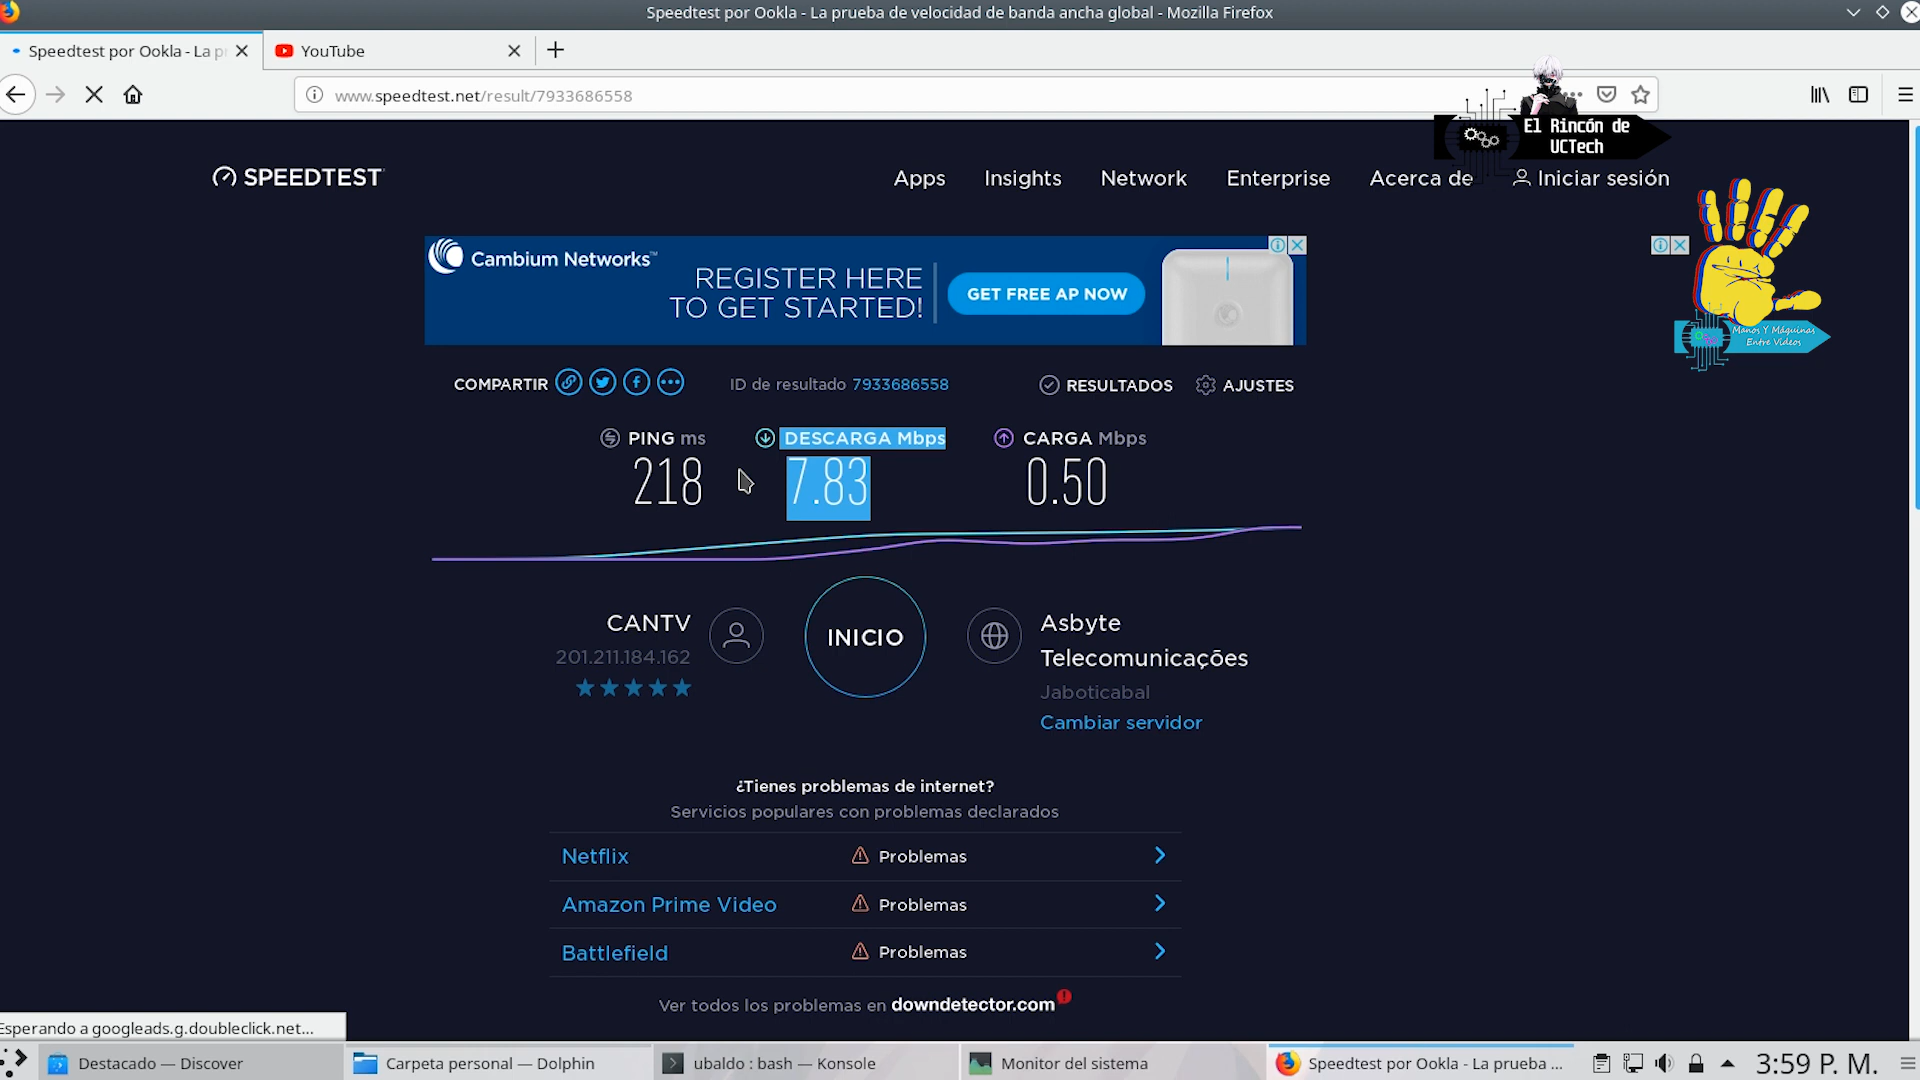 Speedtest por Ookla - La prueba de velocidad de banda ancha global - Mozilla Firefox
Speedtest por Ookla - La pr
YouTube
www.speedtest.net/result/7933686558
El Rincón de
UCTech
SPEEDTEST
Apps
Insights
Network
Enterprise
Acerca de
Iniciar sesión
Cambium Networks™
REGISTER HERE
TO GET STARTED!
GET FREE AP NOW
Manos Y Máquinas
Entre Videos
COMPARTIR
ID de resultado 7933686558
RESULTADOS
AJUSTES
PING ms
DESCARGA Mbps
CARGA Mbps
218
7.83
0.50
CANTV
201.211.184.162
INICIO
Asbyte
Telecomunicações
Jaboticabal
Cambiar servidor
¿Tienes problemas de internet?
Servicios populares con problemas declarados
Netflix
Problemas
Amazon Prime Video
Problemas
Battlefield
Problemas
Ver todos los problemas en downdetector.com
Esperando a googleads.g.doubleclick.net...
Destacado — Discover
Carpeta personal — Dolphin
ubaldo : bash — Konsole
Monitor del sistema
Speedtest por Ookla - La prueba ...
3:59 P. M.